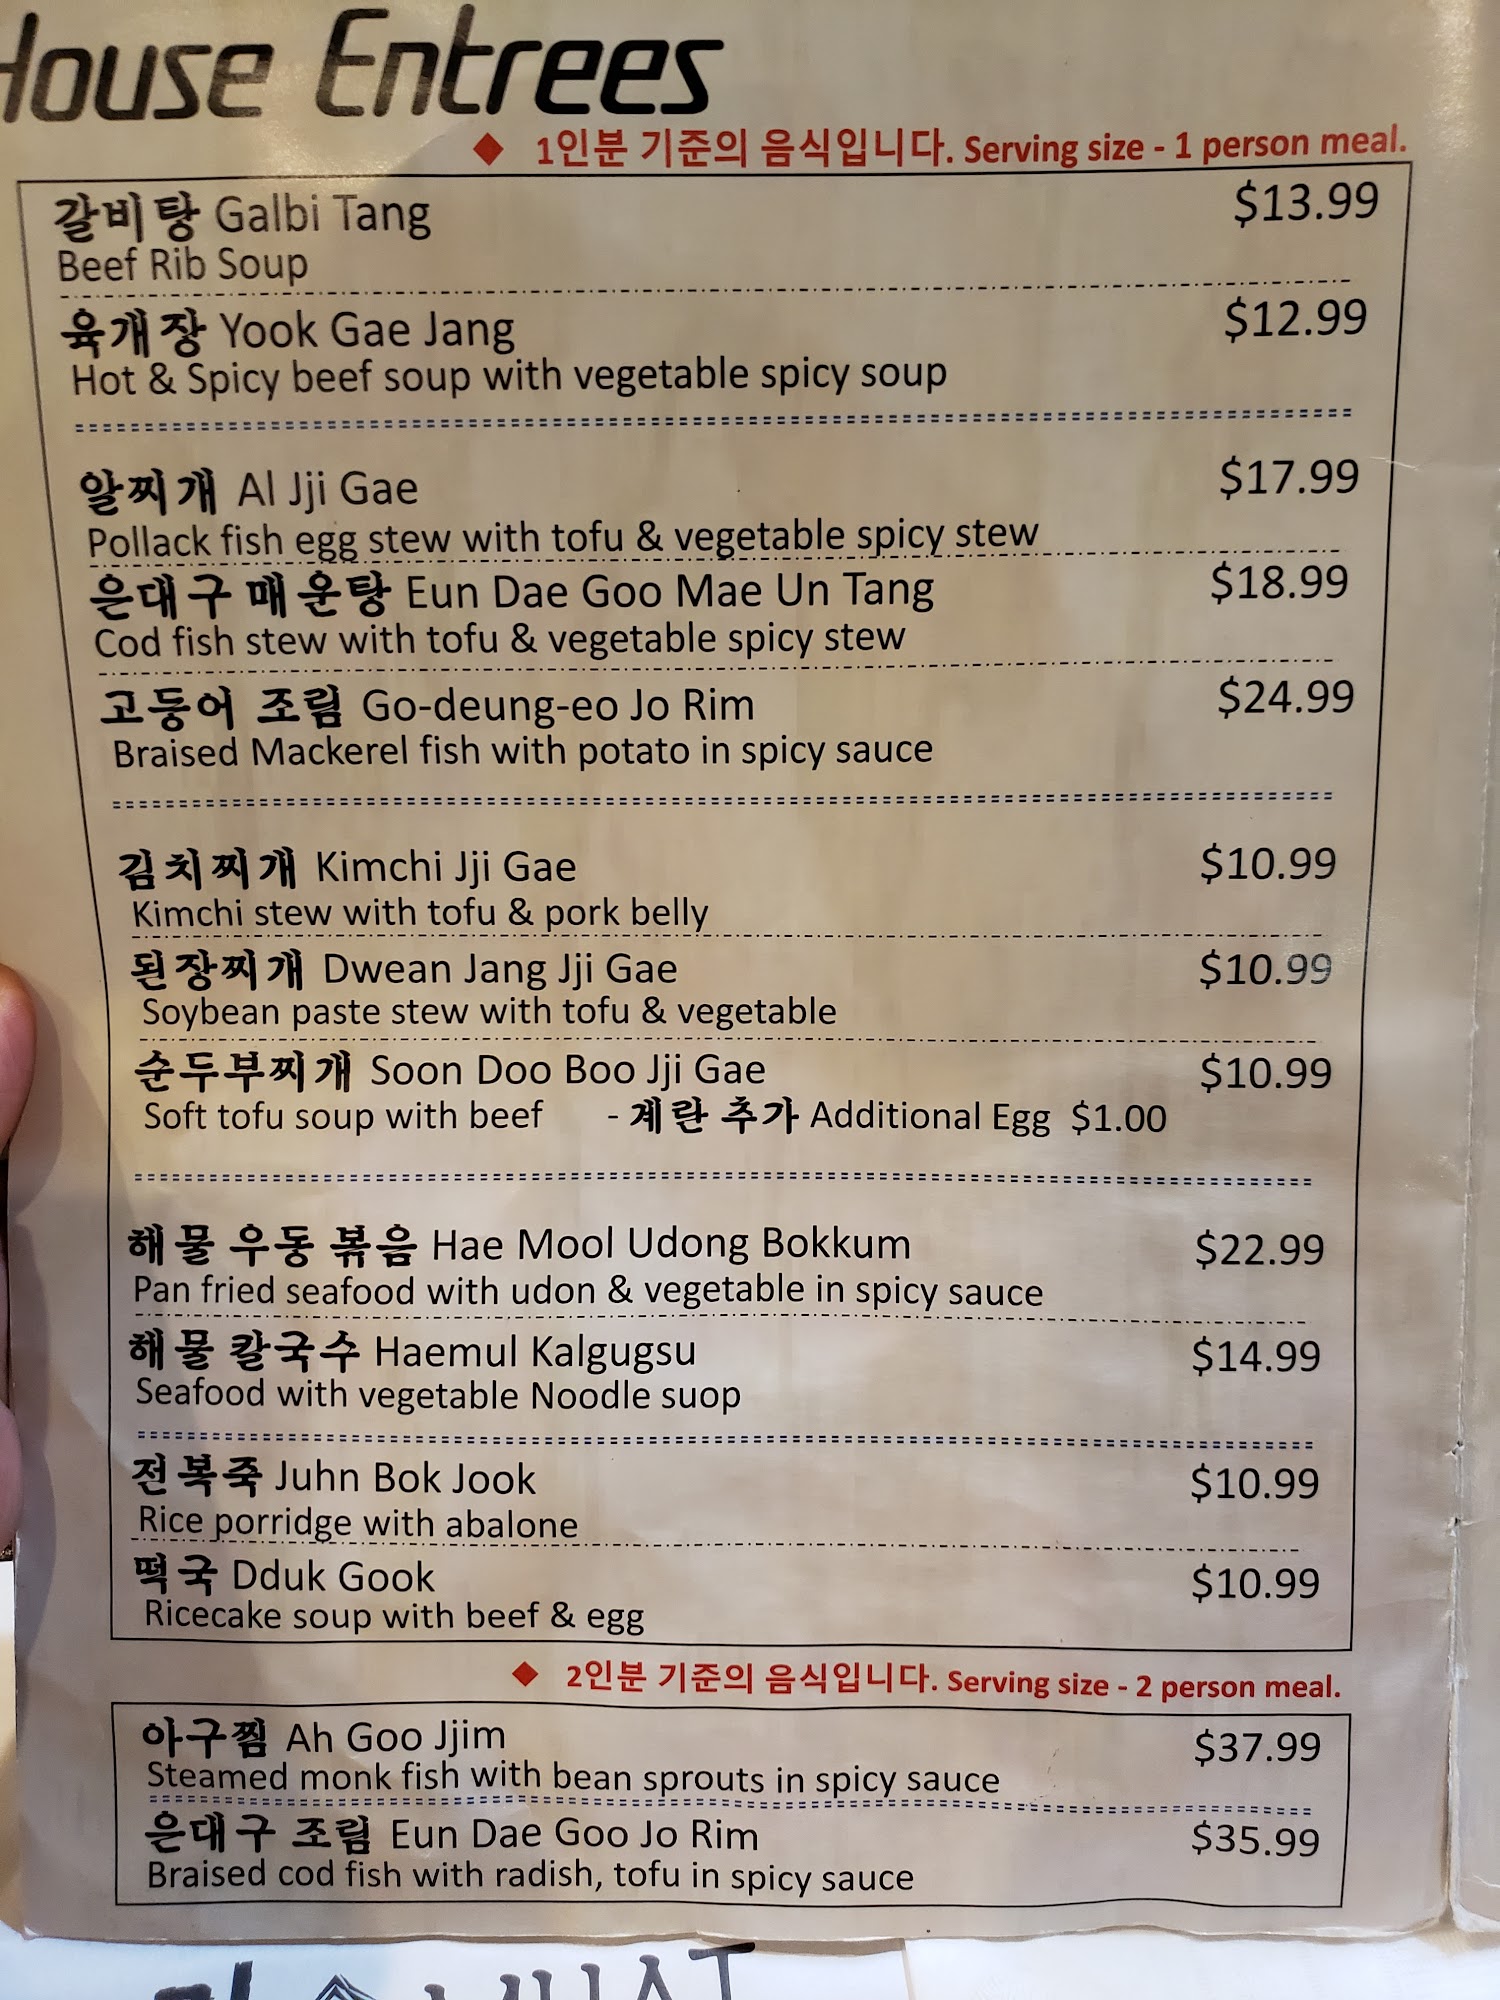 House Entrees
◆ 1인분 기준의 음식입니다. Serving size - 1 person meal.
갈비탕 Galbi Tang $13.99
Beef Rib Soup
육개장 Yook Gae Jang $12.99
Hot & Spicy beef soup with vegetable spicy soup
알찌개 Al Jji Gae $17.99
Pollack fish egg stew with tofu & vegetable spicy stew
은대구 매운탕 Eun Dae Goo Mae Un Tang $18.99
Cod fish stew with tofu & vegetable spicy stew
고등어 조림 Go-deung-eo Jo Rim $24.99
Braised Mackerel fish with potato in spicy sauce
김치찌개 Kimchi Jji Gae $10.99
Kimchi stew with tofu & pork belly
된장찌개 Dwean Jang Jji Gae $10.99
Soybean paste stew with tofu & vegetable
순두부찌개 Soon Doo Boo Jji Gae $10.99
Soft tofu soup with beef - 계란 추가 Additional Egg $1.00
해물 우동 볶음 Hae Mool Udong Bokkum $22.99
Pan fried seafood with udon & vegetable in spicy sauce
해물 칼국수 Haemul Kalgugsu $14.99
Seafood with vegetable Noodle suop
전복죽 Juhn Bok Jook $10.99
Rice porridge with abalone
떡국 Dduk Gook $10.99
Ricecake soup with beef & egg
◆ 2인분 기준의 음식입니다. Serving size - 2 person meal.
아구찜 Ah Goo Jjim $37.99
Steamed monk fish with bean sprouts in spicy sauce
은대구 조림 Eun Dae Goo Jo Rim $35.99
Braised cod fish with radish, tofu in spicy sauce